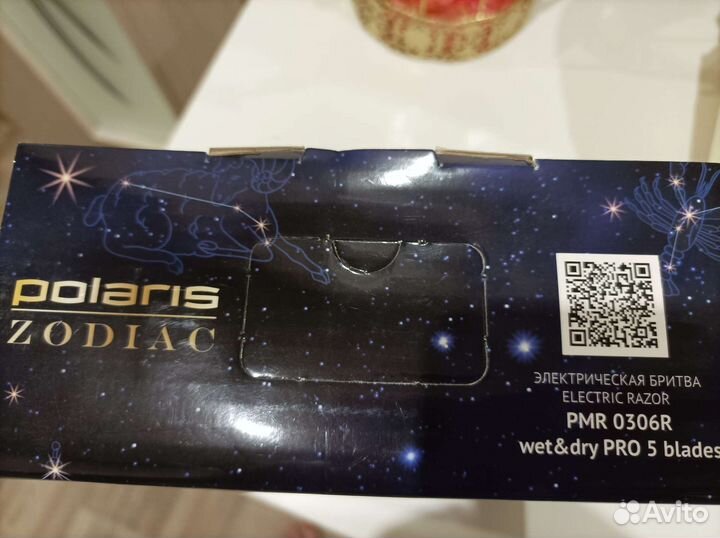 polaris
ZODIAC
ЭЛЕКТРИЧЕСКАЯ БРИТВА
ELECTRIC RAZOR
PMR 0306R
wet&dry PRO 5 blades
Avito